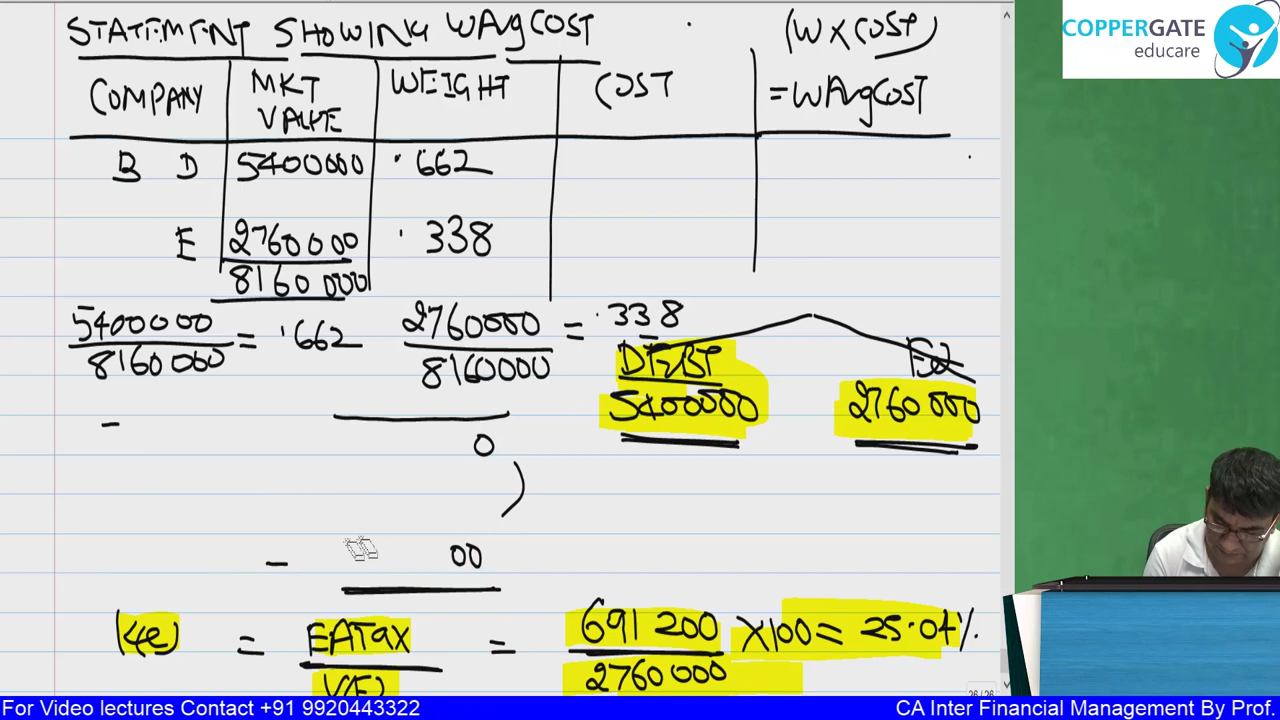 STATEMENT SHOWING WAvgCOST
(W X COST)
COMPANY MKT VALUE WEIGHT COST = WAvgCOST
B D 5400000 .662
E 2760000 .338
8160000
5400000 / 8160000 = .662 2760000 / 8160000 = .338
DEBT Eq
5400000 2760000
-
0
)
- 00
(Ke) = EATax / V(E) = 691200 / 2760000 X100 = 25.04%
COPPERGATE
educare
26 / 26
For Video lectures Contact +91 9920443322
CA Inter Financial Management By Prof.